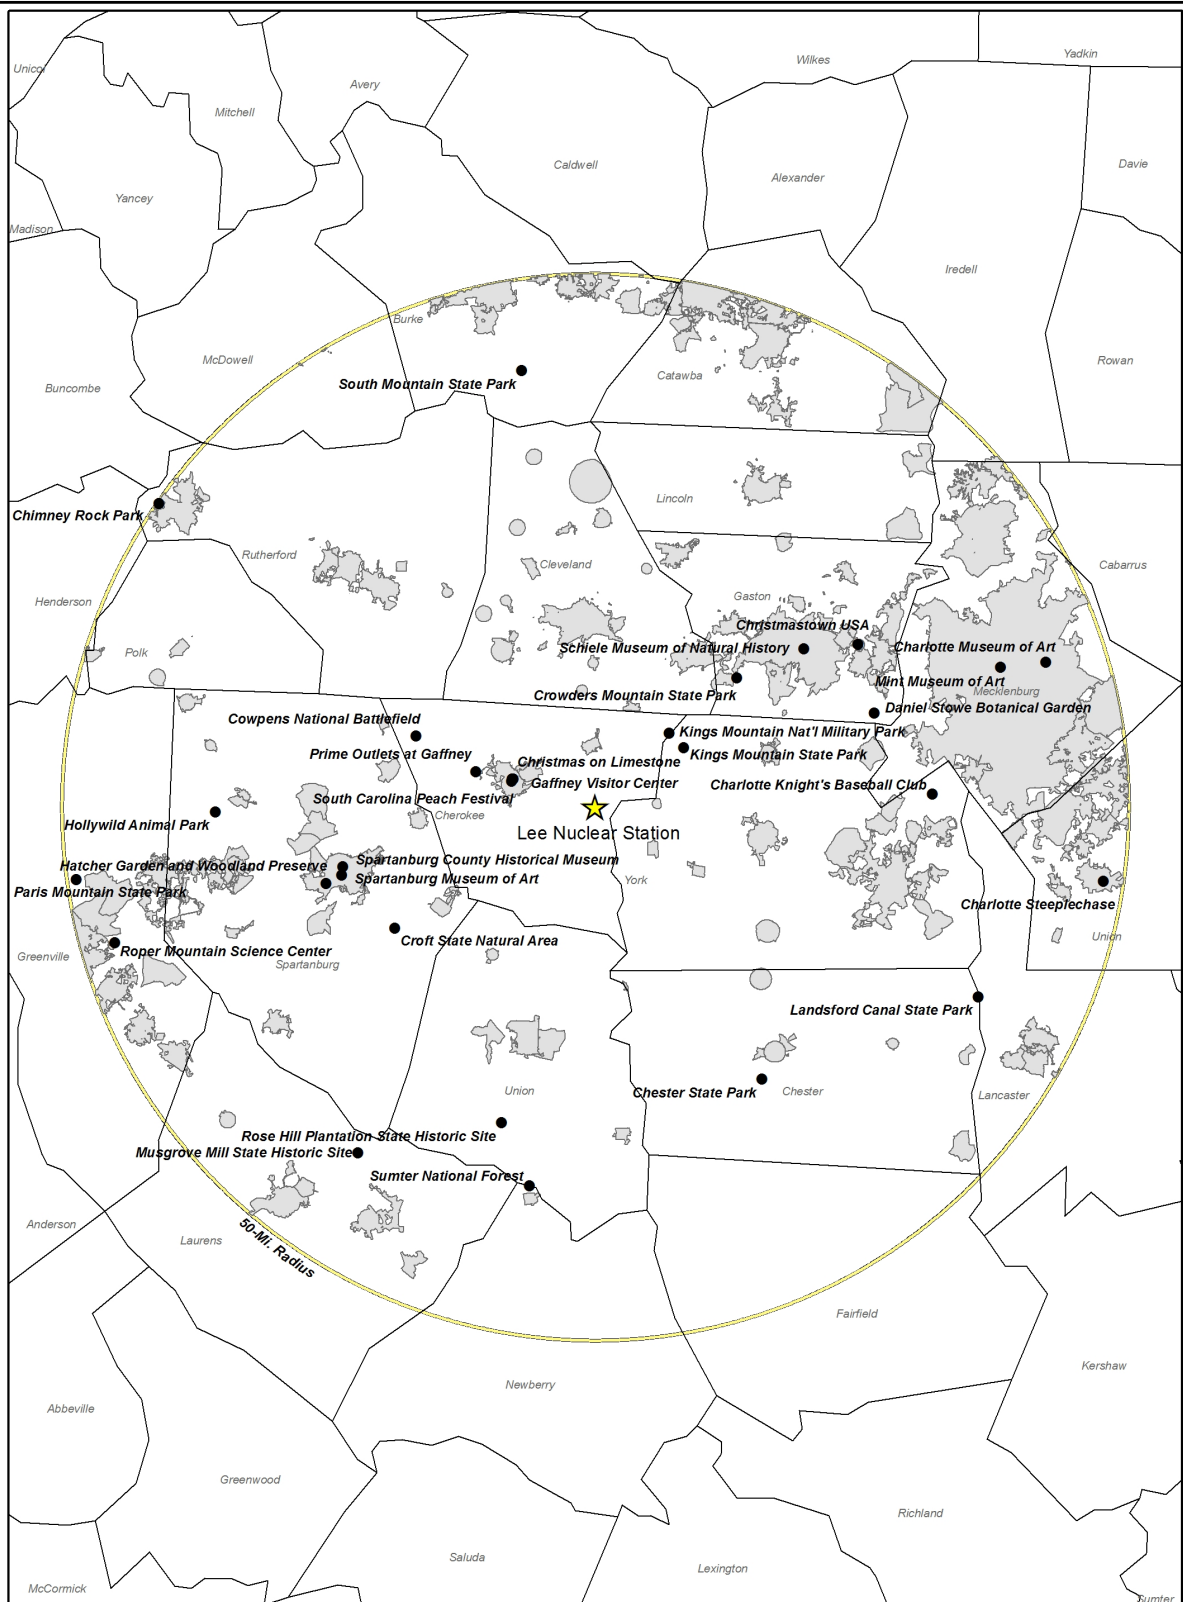 Yadkin
Wilkes
Unicoi
Avery
Mitchell
Caldwell
Davie
Alexander
Yancey
Madison
Iredell
Burke
McDowell
Rowan
Catawba
South Mountain State Park
Buncombe
Lincoln
Chimney Rock Park
Rutherford
Cleveland
Cabarrus
Gaston
Henderson
Christmastown USA
Schiele Museum of Natural History
Charlotte Museum of Art
Polk
Mint Museum of Art
Crowders Mountain State Park
Mecklenburg
Daniel Stowe Botanical Garden
Cowpens National Battlefield
Kings Mountain Nat'l Military Park
Prime Outlets at Gaffney
Kings Mountain State Park
Christmas on Limestone
Gaffney Visitor Center
Charlotte Knight's Baseball Club
South Carolina Peach Festival
Cherokee
Hollywild Animal Park
Lee Nuclear Station
Spartanburg County Historical Museum
Hatcher Garden and Woodland Preserve
Spartanburg Museum of Art
York
Paris Mountain State Park
Charlotte Steeplechase
Croft State Natural Area
Union
Roper Mountain Science Center
Greenville
Spartanburg
Landsford Canal State Park
Union
Chester State Park
Chester
Lancaster
Rose Hill Plantation State Historic Site
Musgrove Mill State Historic Site
Sumter National Forest
Anderson
Laurens
50-Mi. Radius
Fairfield
Kershaw
Newberry
Abbeville
Greenwood
Richland
Saluda
Lexington
McCormick
Sumter